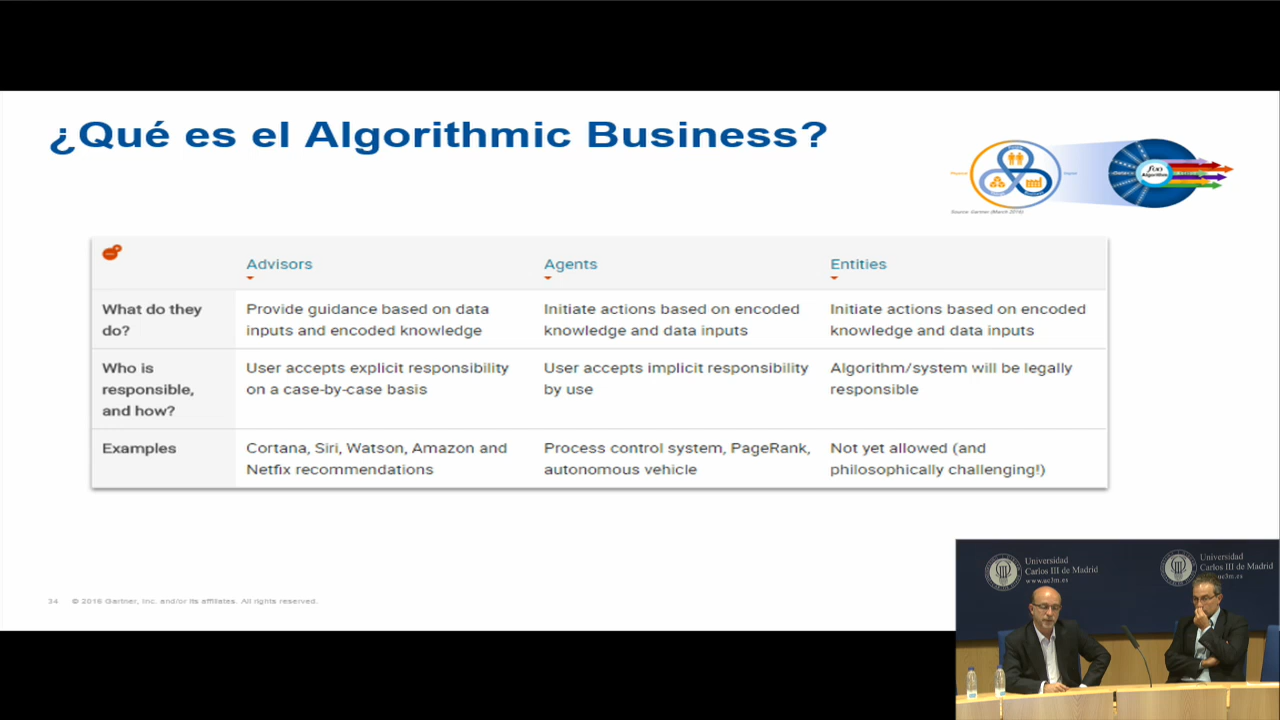 ¿Qué es el Algorithmic Business?
Source: Gartner (March 2016)
Advisors
Agents
Entities
What do they
do?
Provide guidance based on data
inputs and encoded knowledge
Initiate actions based on encoded
knowledge and data inputs
Initiate actions based on encoded
knowledge and data inputs
Who is
responsible,
and how?
User accepts explicit responsibility
on a case-by-case basis
User accepts implicit responsibility
by use
Algorithm/system will be legally
responsible
Examples
Cortana, Siri, Watson, Amazon and
Netfix recommendations
Process control system, PageRank,
autonomous vehicle
Not yet allowed (and
philosophically challenging!)
34 © 2016 Gartner, Inc. and/or its affiliates. All rights reserved.
Universidad
Carlos III de Madrid
www.uc3m.es
Universidad
Carlos III de Madrid
www.uc3m.es